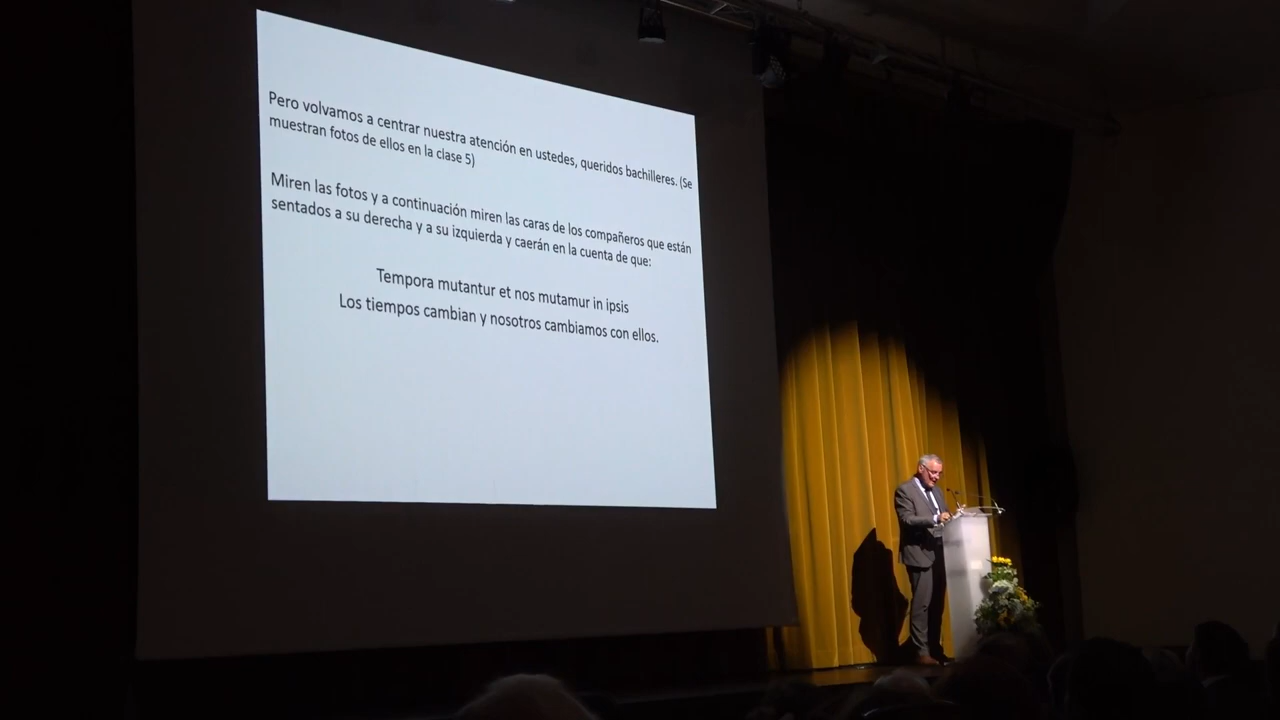 Pero volvamos a centrar nuestra atención en ustedes, queridos bachilleres. (Se
muestran fotos de ellos en la clase 5)
Miren las fotos y a continuación miren las caras de los compañeros que están
sentados a su derecha y a su izquierda y caerán en la cuenta de que:
Tempora mutantur et nos mutamur in ipsis
Los tiempos cambian y nosotros cambiamos con ellos.